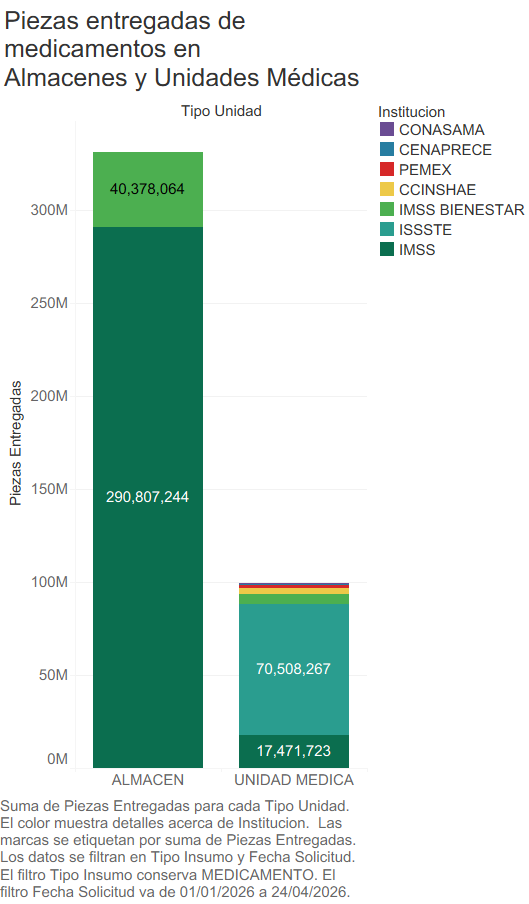 Piezas entregadas de
medicamentos en
Almacenes y Unidades Médicas
Tipo Unidad
Institucion
CONASAMA
CENAPRECE
PEMEX
CCINSHAE
IMSS BIENESTAR
ISSSTE
IMSS
Piezas Entregadas
300M
250M
200M
150M
100M
50M
0M
40,378,064
290,807,244
70,508,267
17,471,723
ALMACEN
UNIDAD MEDICA
Suma de Piezas Entregadas para cada Tipo Unidad.
El color muestra detalles acerca de Institucion.  Las
marcas se etiquetan por suma de Piezas Entregadas.
Los datos se filtran en Tipo Insumo y Fecha Solicitud.
El filtro Tipo Insumo conserva MEDICAMENTO. El
filtro Fecha Solicitud va de 01/01/2026 a 24/04/2026.